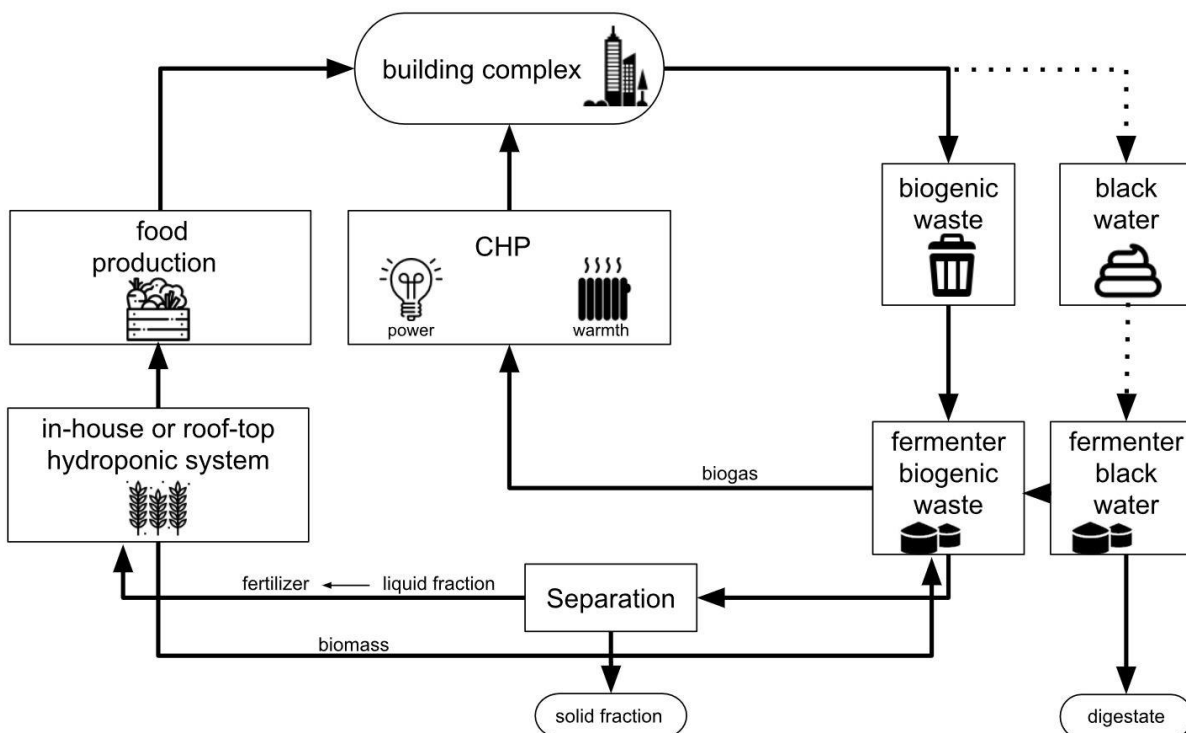 building complex
biogenic
waste
black
water
food
production
CHP
power
warmth
in-house or roof-top
hydroponic system
fermenter
biogenic
waste
fermenter
black
water
biogas
fertilizer
liquid fraction
Separation
biomass
solid fraction
digestate